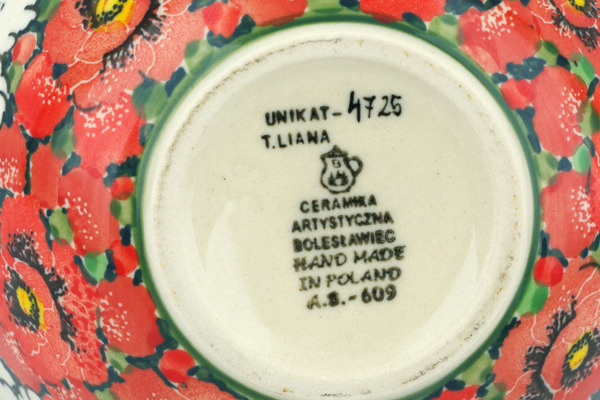 UNIKAT-4725
T.LIANA
B
CERAMIKA
ARTYSTYCZNA
BOLESŁAWIEC
HAND MADE
IN POLAND
A.S.-609